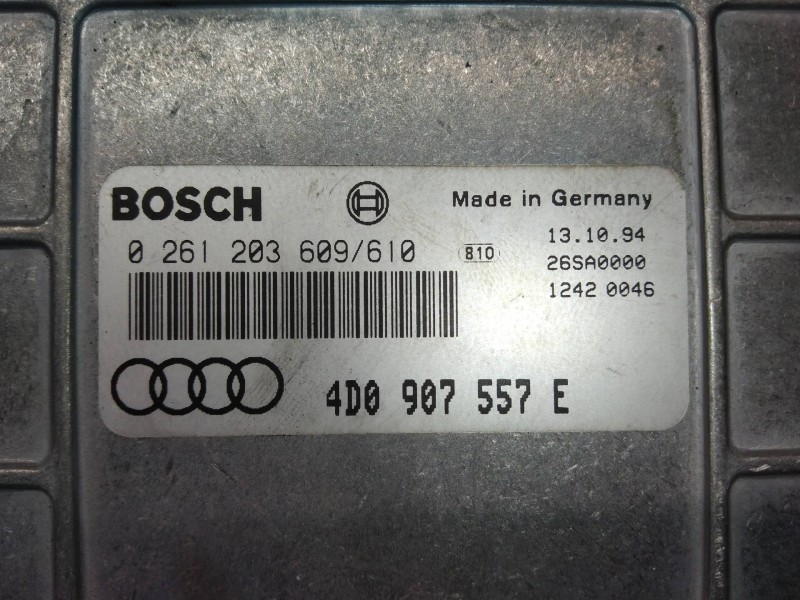 BOSCH
Made in Germany
0 261 203 609/610
810
13.10.94
26SA0000
1242 0046
4D0 907 557 E